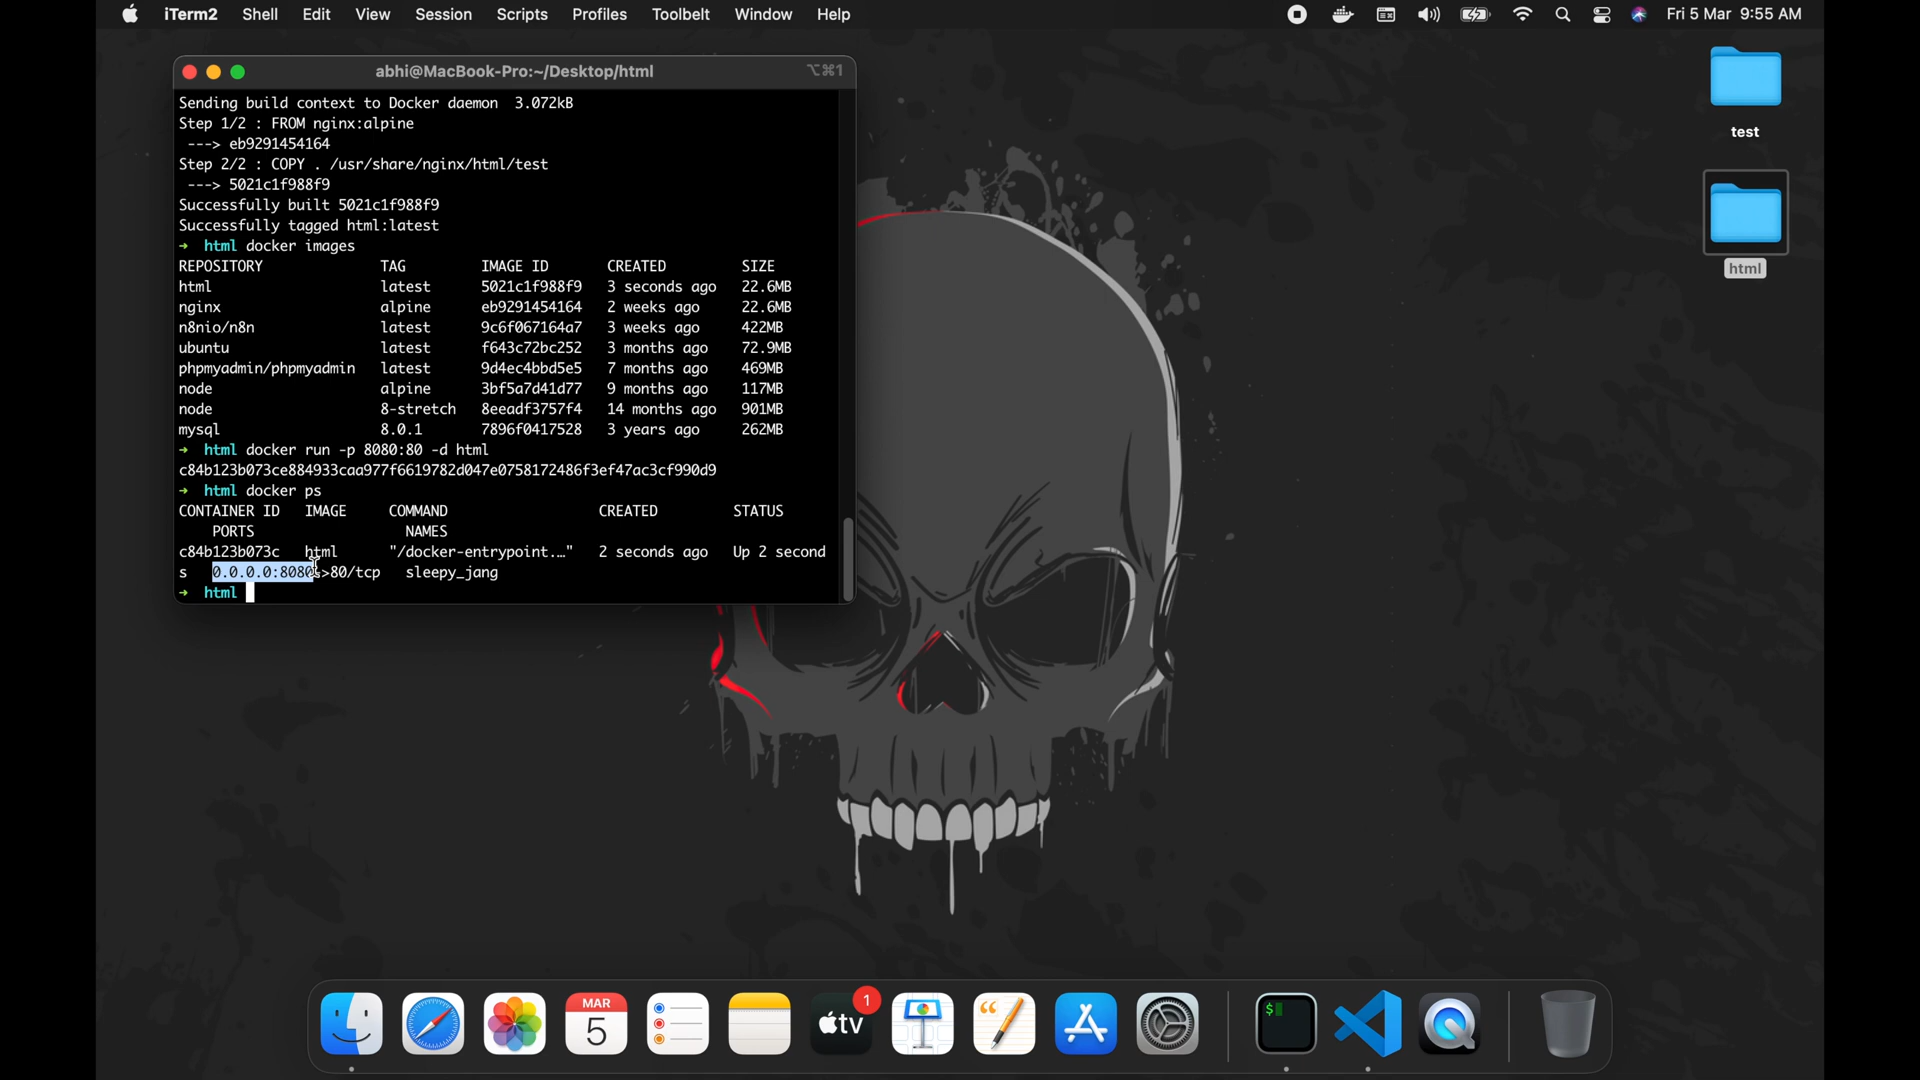 iTerm2 Shell Edit View Session Scripts Profiles Toolbelt Window Help Fri 5 Mar 9:55 AM
abhi@MacBook-Pro:~/Desktop/html ⌥⌘1
Sending build context to Docker daemon  3.072kB
Step 1/2 : FROM nginx:alpine
 ---> eb9291454164
Step 2/2 : COPY . /usr/share/nginx/html/test
 ---> 5021c1f988f9
Successfully built 5021c1f988f9
Successfully tagged html:latest
→ html docker images
REPOSITORY TAG IMAGE ID CREATED SIZE
html latest 5021c1f988f9 3 seconds ago 22.6MB
nginx alpine eb9291454164 2 weeks ago 22.6MB
n8nio/n8n latest 9c6f067164a7 3 weeks ago 422MB
ubuntu latest f643c72bc252 3 months ago 72.9MB
phpmyadmin/phpmyadmin latest 9d4ec4bbd5e5 7 months ago 469MB
node alpine 3bf5a7d41d77 9 months ago 117MB
node 8-stretch 8eeadf3757f4 14 months ago 901MB
mysql 8.0.1 7896f0417528 3 years ago 262MB
→ html docker run -p 8080:80 -d html
c84b123b073ce884933caa977f6619782d047e0758172486f3ef47ac3cf990d9
→ html docker ps
CONTAINER ID IMAGE COMMAND CREATED STATUS
PORTS NAMES
c84b123b073c html "/docker-entrypoint.…" 2 seconds ago Up 2 second
s 0.0.0.0:8080->80/tcp sleepy_jang
→ html
test
html
MAR
5
tv
1
$